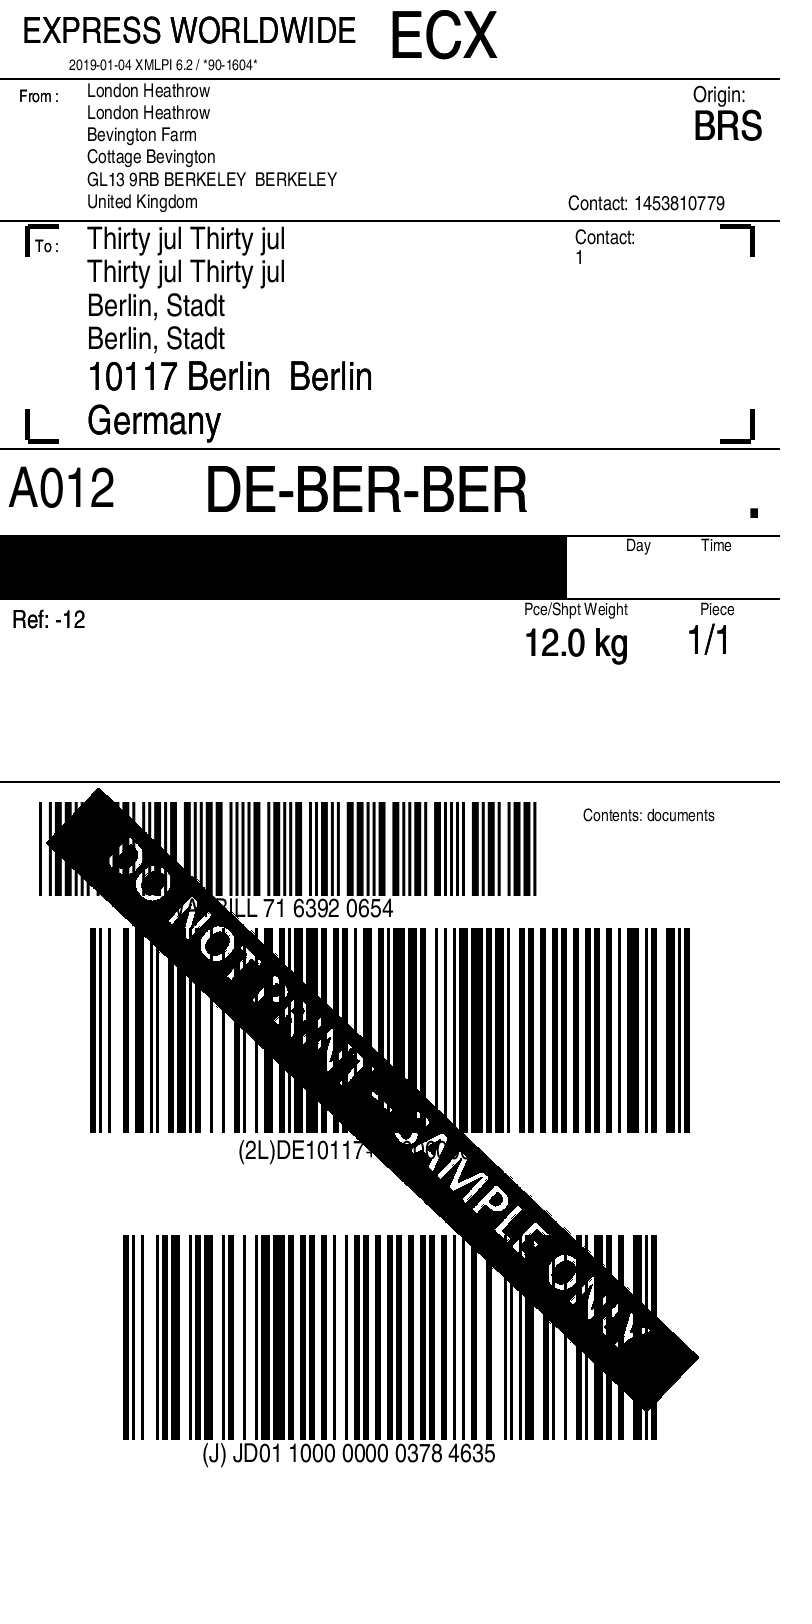 EXPRESS WORLDWIDE ECX
2019-01-04 XMLPI 6.2 / *90-1604*
From :
London Heathrow
London Heathrow
Bevington Farm
Cottage Bevington
GL13 9RB BERKELEY BERKELEY
United Kingdom
Origin:
BRS
Contact: 1453810779
To :
Thirty jul Thirty jul
Thirty jul Thirty jul
Berlin, Stadt
Berlin, Stadt
10117 Berlin Berlin
Germany
Contact:
1
A012 DE-BER-BER .
Day Time
Ref: -12
Pce/Shpt Weight
12.0 kg
Piece
1/1
Contents: documents
71 6392 0654
(2L)DE10117+
DO NOT PRINT - SAMPLE ONLY
(J) JD01 1000 0000 0378 4635